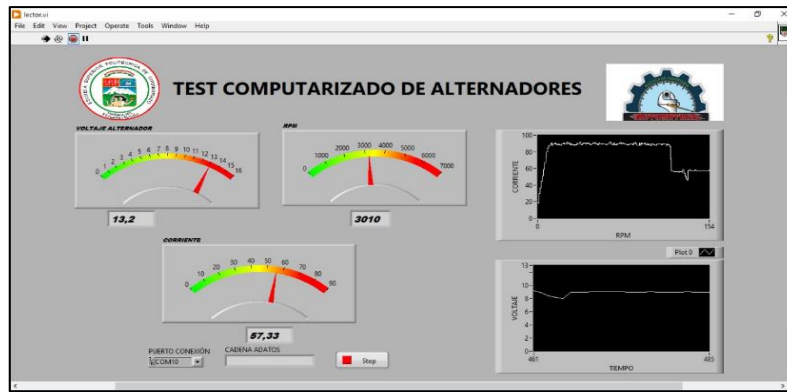 lector.vi
File Edit View Project Operate Tools Window Help
TEST COMPUTARIZADO DE ALTERNADORES
VOLTAJE ALTERNADOR
0 1 2 3 4 5 6 7 8 9 10 11 12 13 14 15 16
13,2
RPM
0 1000 2000 3000 4000 5000 6000 7000
3010
CORRIENTE
0 10 20 30 40 50 60 70 80 90
57,33
PUERTO CONEXIÓN
COM10
CADENA ADATOS
Stop
CORRIENTE
100
80
60
40
20
0
0 154
RPM
Plot 0
VOLTAJE
13
12
10
8
6
4
2
0
461 485
TIEMPO